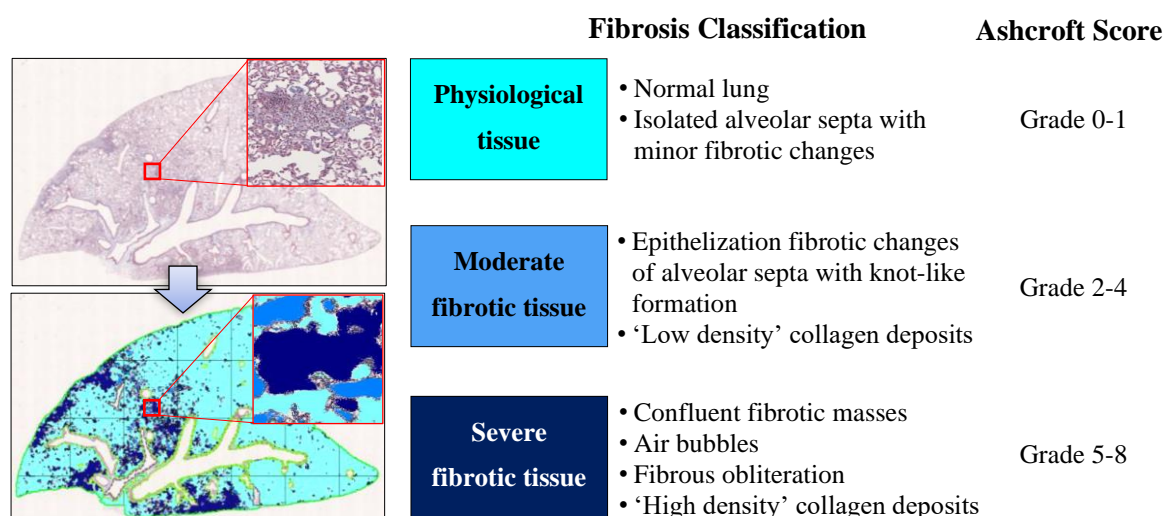 Fibrosis Classification
Ashcroft Score
Physiological
tissue
• Normal lung
• Isolated alveolar septa with
minor fibrotic changes
Grade 0-1
Moderate
fibrotic tissue
• Epithelization fibrotic changes
of alveolar septa with knot-like
formation
• ‘Low density’ collagen deposits
Grade 2-4
Severe
fibrotic tissue
• Confluent fibrotic masses
• Air bubbles
• Fibrous obliteration
• ‘High density’ collagen deposits
Grade 5-8